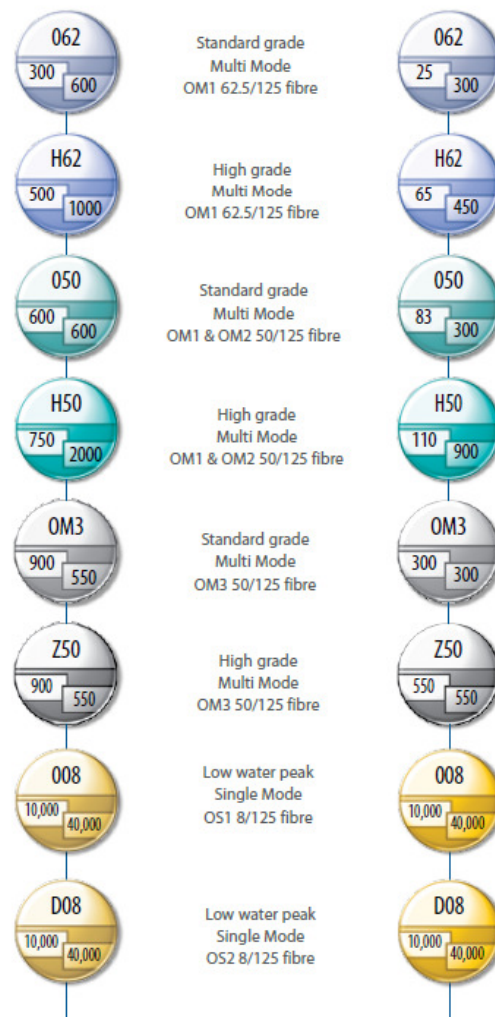 062
300
600
Standard grade
Multi Mode
OM1 62.5/125 fibre
062
25
300
H62
500
1000
High grade
Multi Mode
OM1 62.5/125 fibre
H62
65
450
050
600
600
Standard grade
Multi Mode
OM1 & OM2 50/125 fibre
050
83
300
H50
750
2000
High grade
Multi Mode
OM1 & OM2 50/125 fibre
H50
110
900
OM3
900
550
Standard grade
Multi Mode
OM3 50/125 fibre
OM3
300
300
Z50
900
550
High grade
Multi Mode
OM3 50/125 fibre
Z50
550
550
008
10,000
40,000
Low water peak
Single Mode
OS1 8/125 fibre
008
10,000
40,000
D08
10,000
40,000
Low water peak
Single Mode
OS2 8/125 fibre
D08
10,000
40,000